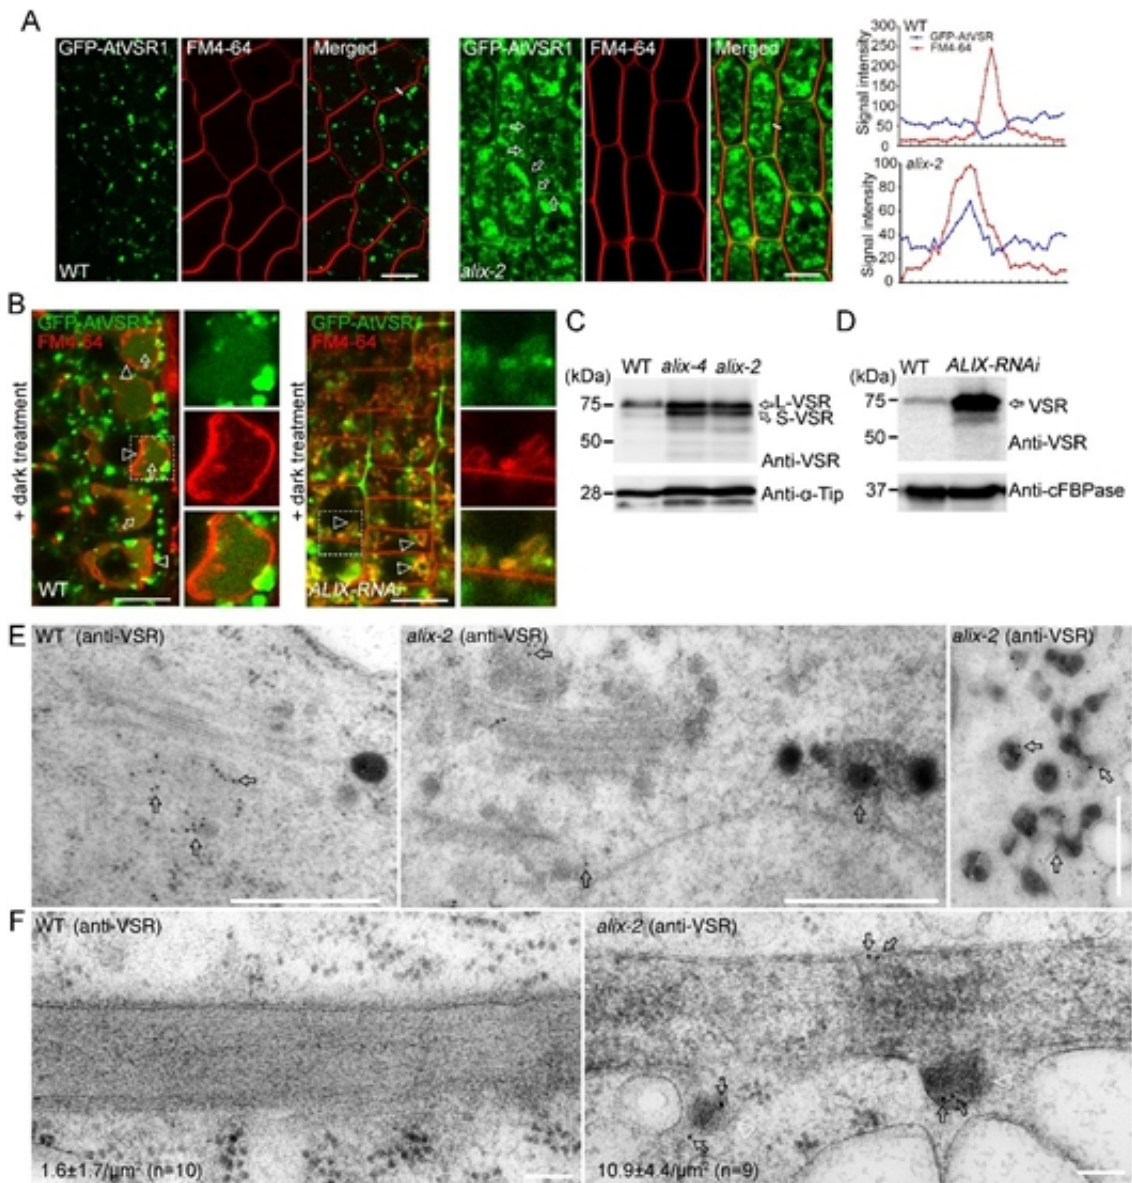 A
GFP-AtVSR1 FM4-64 Merged
WT
GFP-AtVSR1 FM4-64 Merged
alix-2
Signal intensity
300
250
200
150
100
50
0
WT
GFP-AtVSR
FM4-64
Signal intensity
100
80
60
40
20
0
alix-2
B
+ dark treatment
GFP-AtVSR1
FM4-64
WT
+ dark treatment
GFP-AtVSR1
FM4-64
ALIX-RNAi
C
WT alix-4 alix-2
(kDa)
75
50
28
L-VSR
S-VSR
Anti-VSR
Anti-α-Tip
D
WT ALIX-RNAi
(kDa)
75
50
37
VSR
Anti-VSR
Anti-cFBPase
E
WT (anti-VSR)
alix-2 (anti-VSR)
alix-2 (anti-VSR)
F
WT (anti-VSR)
1.6±1.7/μm² (n=10)
alix-2 (anti-VSR)
10.9±4.4/μm² (n=9)